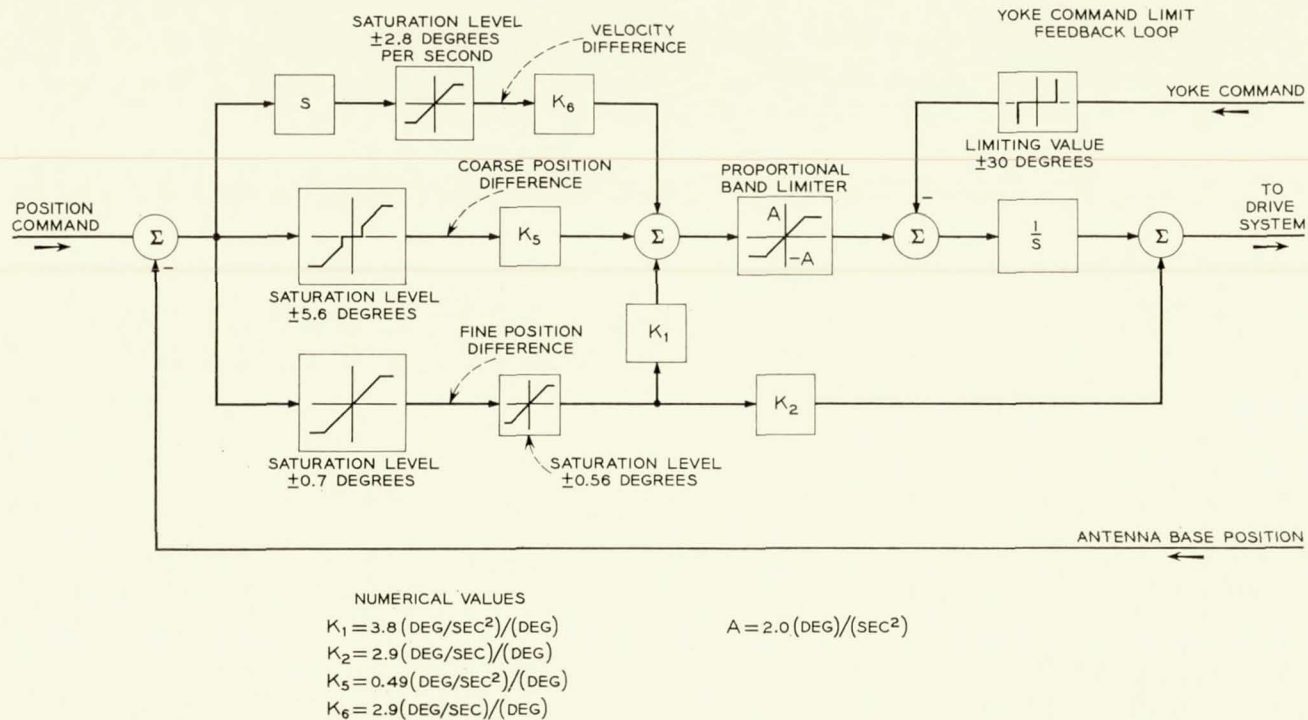 SATURATION LEVEL
±2.8 DEGREES
PER SECOND
VELOCITY
DIFFERENCE
YOKE COMMAND LIMIT
FEEDBACK LOOP
S
K6
YOKE COMMAND
LIMITING VALUE
±30 DEGREES
COARSE POSITION
DIFFERENCE
PROPORTIONAL
BAND LIMITER
POSITION
COMMAND
Σ
-
SATURATION LEVEL
±5.6 DEGREES
K5
Σ
A
-A
-
Σ
1/S
Σ
TO
DRIVE
SYSTEM
K1
FINE POSITION
DIFFERENCE
K2
SATURATION LEVEL
±0.7 DEGREES
SATURATION LEVEL
±0.56 DEGREES
ANTENNA BASE POSITION
NUMERICAL VALUES
K1=3.8(DEG/SEC²)/(DEG)
A=2.0(DEG)/(SEC²)
K2=2.9(DEG/SEC)/(DEG)
K5=0.49(DEG/SEC²)/(DEG)
K6=2.9(DEG/SEC)/(DEG)